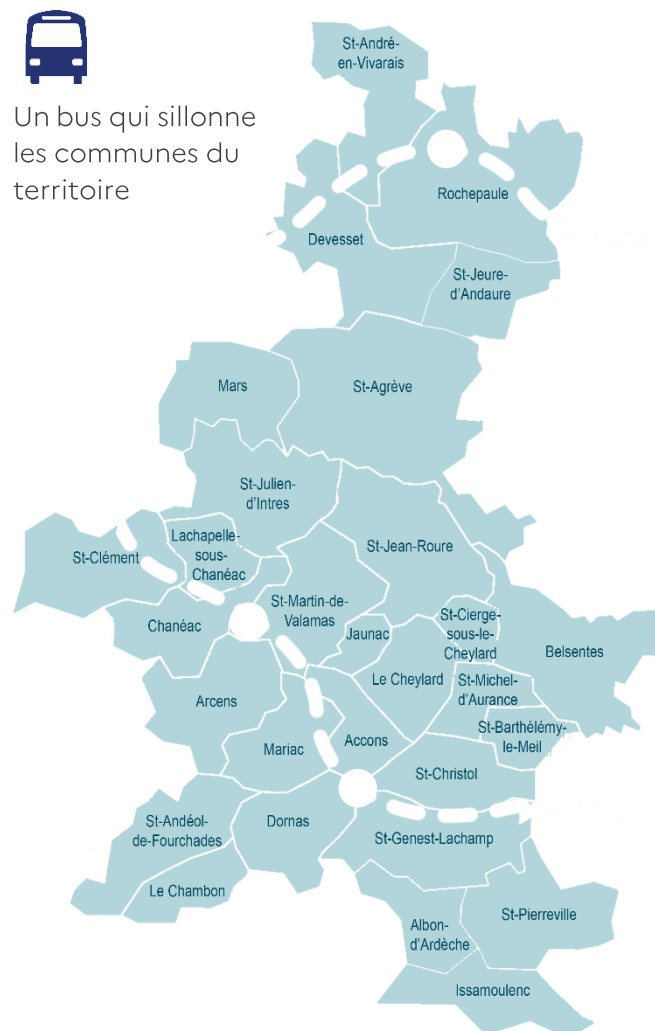 Un bus qui sillonne
les communes du
territoire
St-André-
en-Vivarais
Rochepaule
Devesset
St-Jeure-
d'Andaure
Mars
St-Agrève
St-Julien-
d'Intres
Lachapelle-
sous-
Chanéac
St-Clément
St-Jean-Roure
St-Martin-de-
Valamas
Chanéac
Jaunac
St-Cierge-
sous-le-
Cheylard
Belsentes
Le Cheylard
St-Michel-
d'Aurance
Arcens
St-Barthélémy-
le-Meil
Mariac
Accons
St-Christol
St-Andéol-
de-Fourchades
Dornas
St-Genest-Lachamp
Le Chambon
St-Pierreville
Albon-
d'Ardèche
Issamoulenc